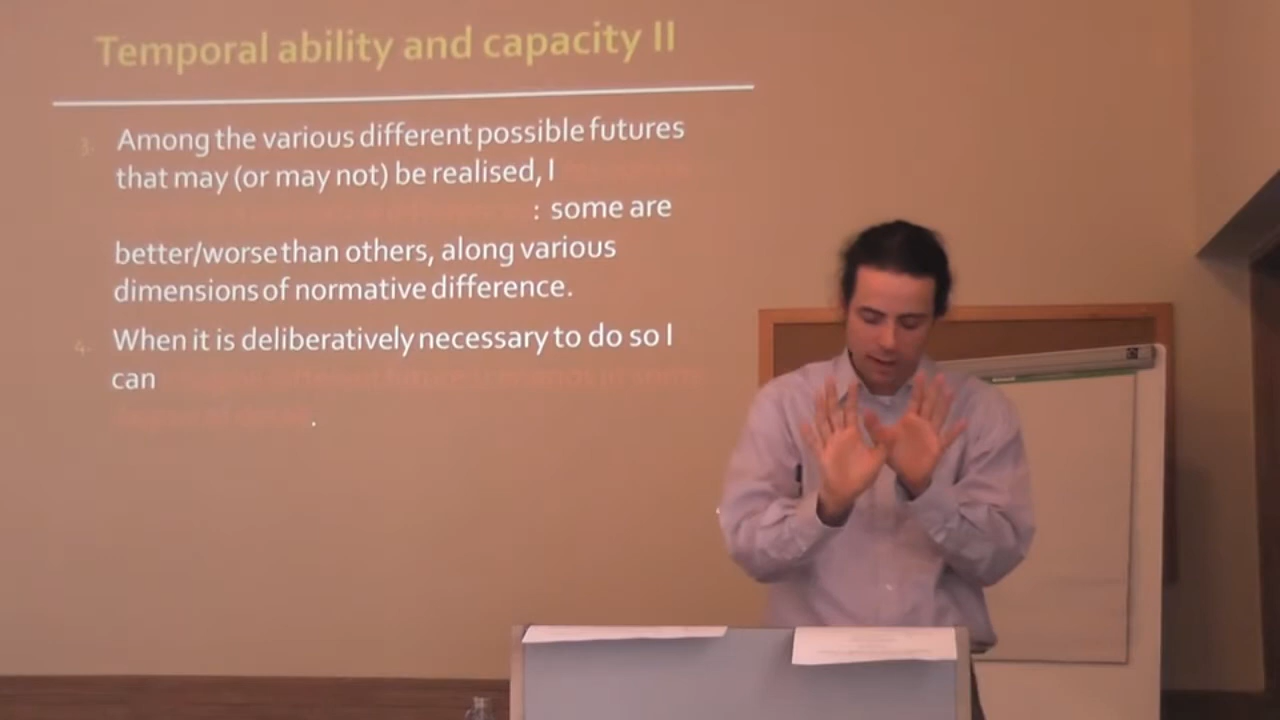 Temporal ability and capacity II
3. Among the various different possible futures
that may (or may not) be realised, I
: some are
better/worse than others, along various
dimensions of normative difference.
4. When it is deliberatively necessary to do so I
can
.